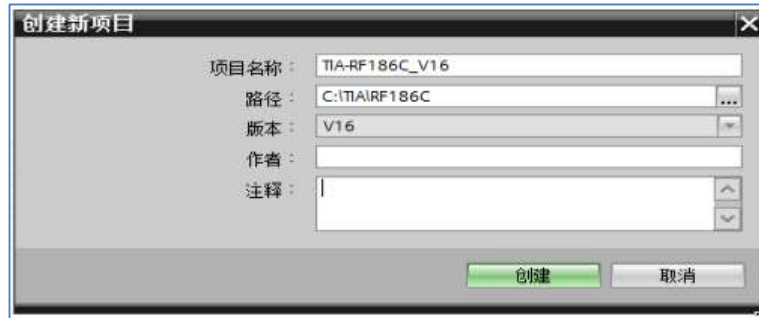 创建新项目
项目名称： TIA-RF186C_V16
路径： C:\TIA\RF186C ...
版本： V16
作者：
注释：
创建 取消